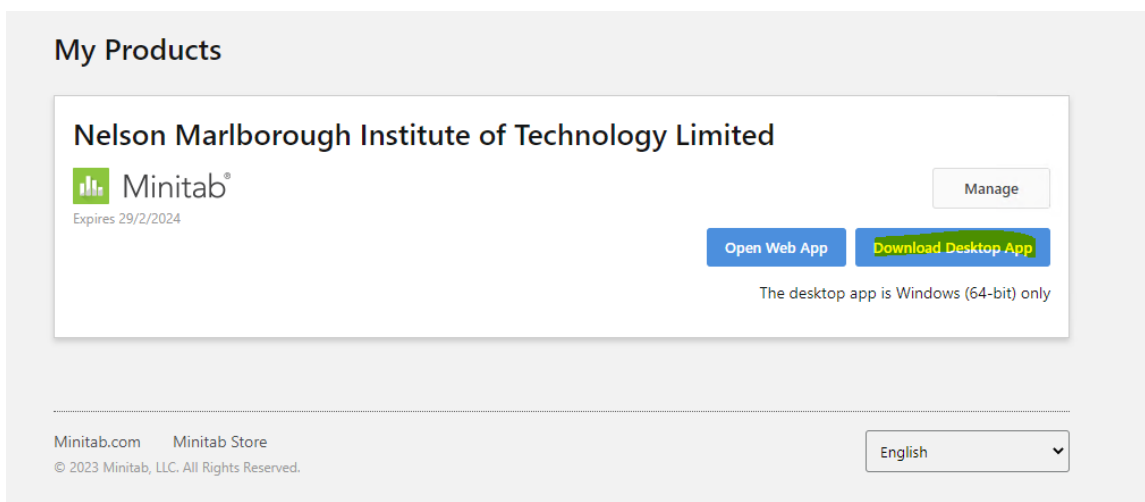 My Products
Nelson Marlborough Institute of Technology Limited
Minitab®
Expires 29/2/2024
Manage
Open Web App
Download Desktop App
The desktop app is Windows (64-bit) only
Minitab.com Minitab Store
English
© 2023 Minitab, LLC. All Rights Reserved.